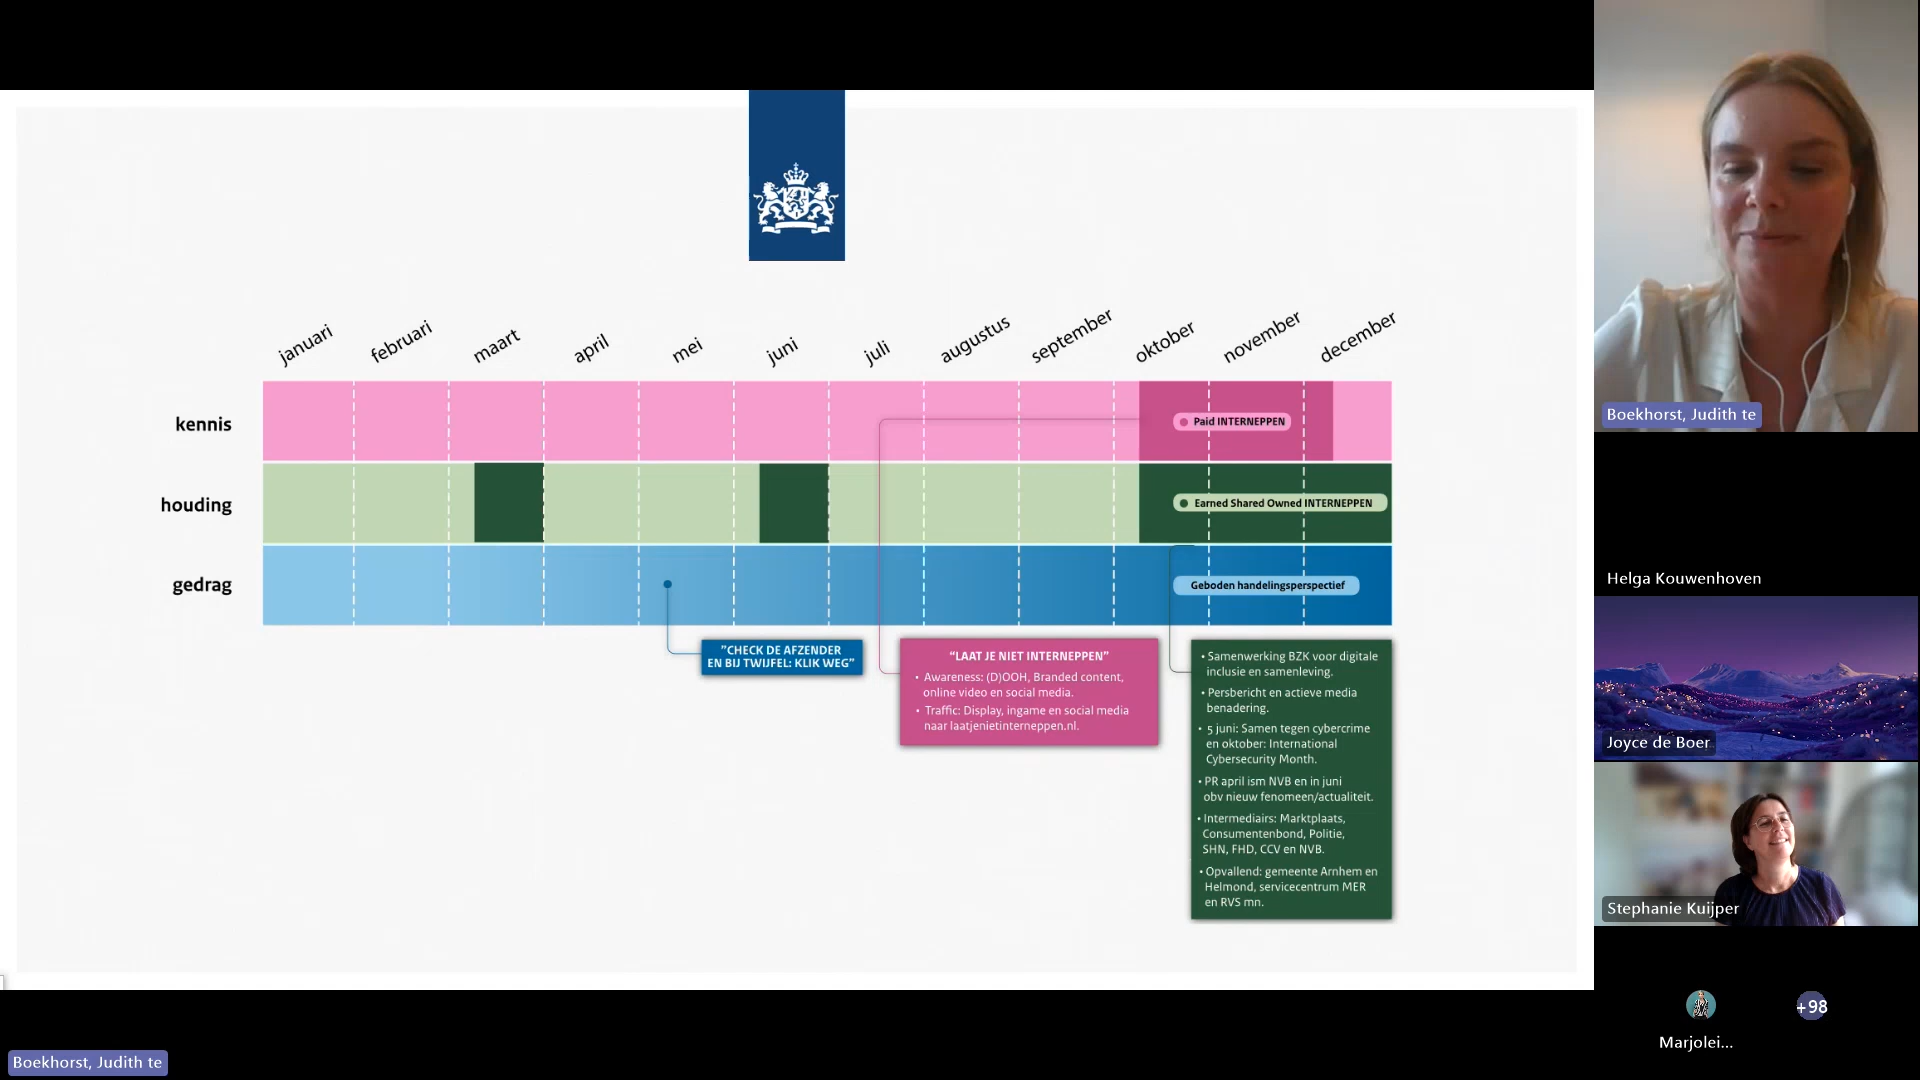 januari
februari
maart
april
mei
juni
juli
augustus
september
oktober
november
december
kennis
Paid INTERNEPPEN
houding
Earned Shared Owned INTERNEPPEN
gedrag
Geboden handelingsperspectief
"CHECK DE AFZENDER
EN BIJ TWIJFEL: KLIK WEG"
"LAAT JE NIET INTERNEPPEN"
• Awareness: (D)OOH, Branded content,
online video en social media.
• Traffic: Display, ingame en social media
naar laatjenietinterneppen.nl.
• Samenwerking BZK voor digitale
inclusie en samenleving.
• Persbericht en actieve media
benadering.
• 5 juni: Samen tegen cybercrime
en oktober: International
Cybersecurity Month.
• PR april ism NVB en in juni
obv nieuw fenomeen/actualiteit.
• Intermediairs: Marktplaats,
Consumentenbond, Politie,
SHN, FHD, CCV en NVB.
• Opvallend: gemeente Arnhem en
Helmond, servicecentrum MER
en RVS mn.
Boekhorst, Judith te
Helga Kouwenhoven
Joyce de Boer
Stephanie Kuijper
+98
Marjolei...
Boekhorst, Judith te